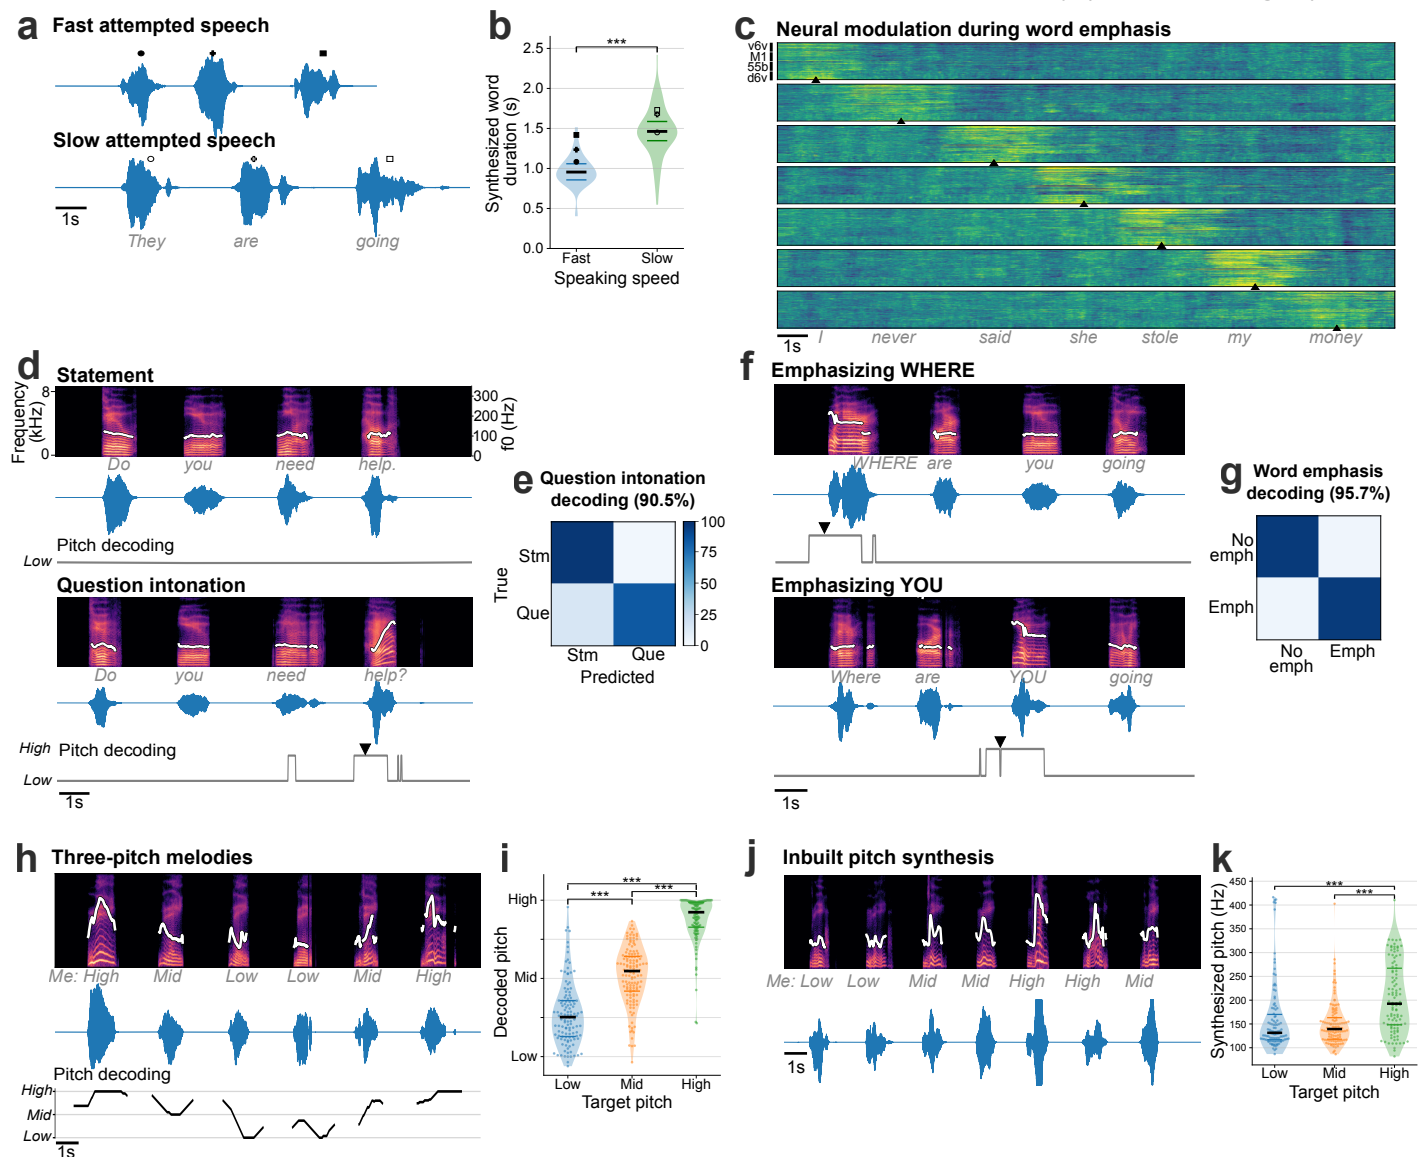 a Fast attempted speech
Slow attempted speech
1s
They are going
b
***
Synthesized word
duration (s)
2.5
2.0
1.5
1.0
0.5
0.0
Fast Slow
Speaking speed
c Neural modulation during word emphasis
v6v
M1
55b
d6v
1s I never said she stole my money
d Statement
Frequency
(kHz)
8
0
300
200
100
0
f0 (Hz)
Do you need help.
Pitch decoding
Low
Question intonation
Do you need help?
High Pitch decoding
Low
1s
e Question intonation
decoding (90.5%)
True
Stm
Que
Stm Que
Predicted
100
75
50
25
0
f Emphasizing WHERE
WHERE are you going
Emphasizing YOU
Where are YOU going
1s
g Word emphasis
decoding (95.7%)
No
emph
Emph
No
emph
Emph
h Three-pitch melodies
Me: High Mid Low Low Mid High
Pitch decoding
High
Mid
Low
1s
i
***
*** ***
Decoded pitch
High
Mid
Low
Low Mid High
Target pitch
j Inbuilt pitch synthesis
Me: Low Low Mid Mid High High Mid
1s
k
***
***
Synthesized pitch (Hz)
450
400
350
300
250
200
150
100
Low Mid High
Target pitch